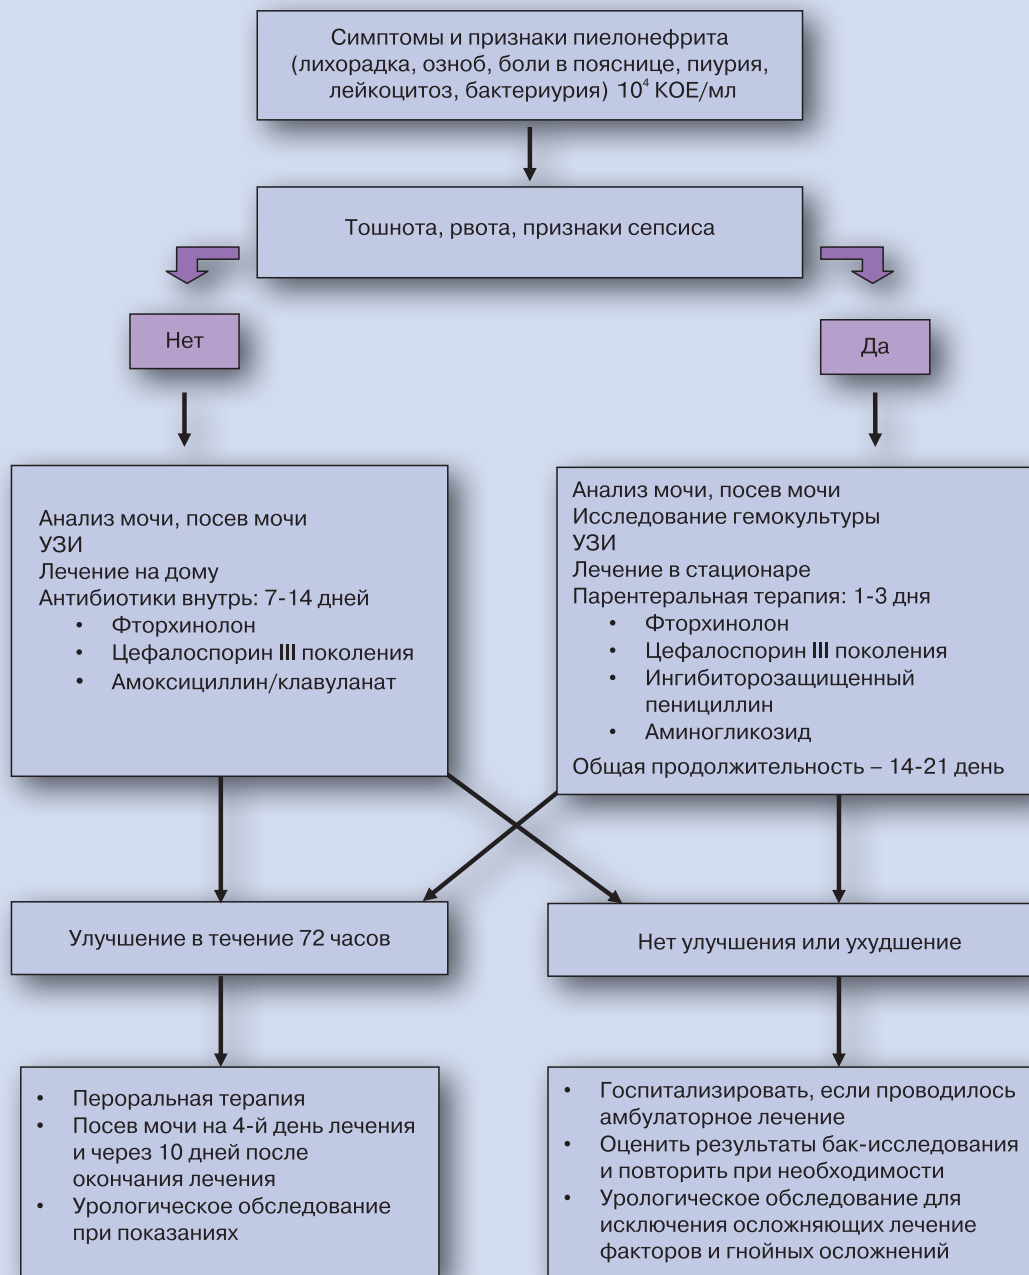 Симптомы и признаки пиелонефрита
(лихорадка, озноб, боли в пояснице, пиурия,
лейкоцитоз, бактериурия) 10⁴ КОЕ/мл
Тошнота, рвота, признаки сепсиса
Нет
Да
Анализ мочи, посев мочи
УЗИ
Лечение на дому
Антибиотики внутрь: 7-14 дней
• Фторхинолон
• Цефалоспорин III поколения
• Амоксициллин/клавуланат
Анализ мочи, посев мочи
Исследование гемокультуры
УЗИ
Лечение в стационаре
Парентеральная терапия: 1-3 дня
• Фторхинолон
• Цефалоспорин III поколения
• Ингибиторозащищенный
пенициллин
• Аминогликозид
Общая продолжительность – 14-21 день
Улучшение в течение 72 часов
Нет улучшения или ухудшение
• Пероральная терапия
• Посев мочи на 4-й день лечения
и через 10 дней после
окончания лечения
• Урологическое обследование
при показаниях
• Госпитализировать, если проводилось
амбулаторное лечение
• Оценить результаты бак-исследования
и повторить при необходимости
• Урологическое обследование для
исключения осложняющих лечение
факторов и гнойных осложнений